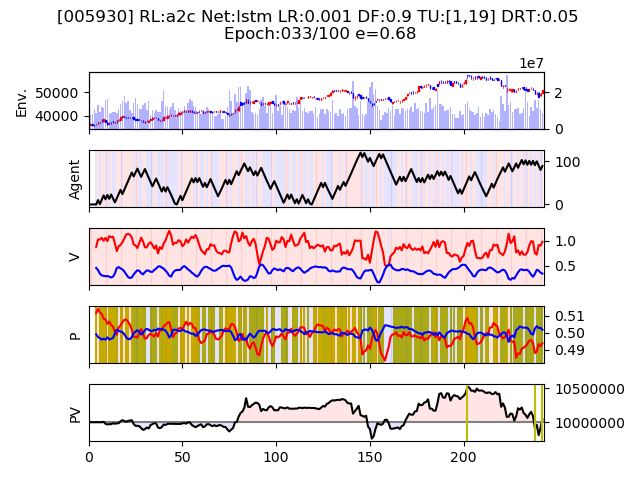 [005930] RL:a2c Net:lstm LR:0.001 DF:0.9 TU:[1,19] DRT:0.05
Epoch:033/100 e=0.68
1e7
Env.
50000
40000
2
0
Agent
100
0
V
1.0
0.5
P
0.51
0.50
0.49
PV
10500000
10000000
0 50 100 150 200